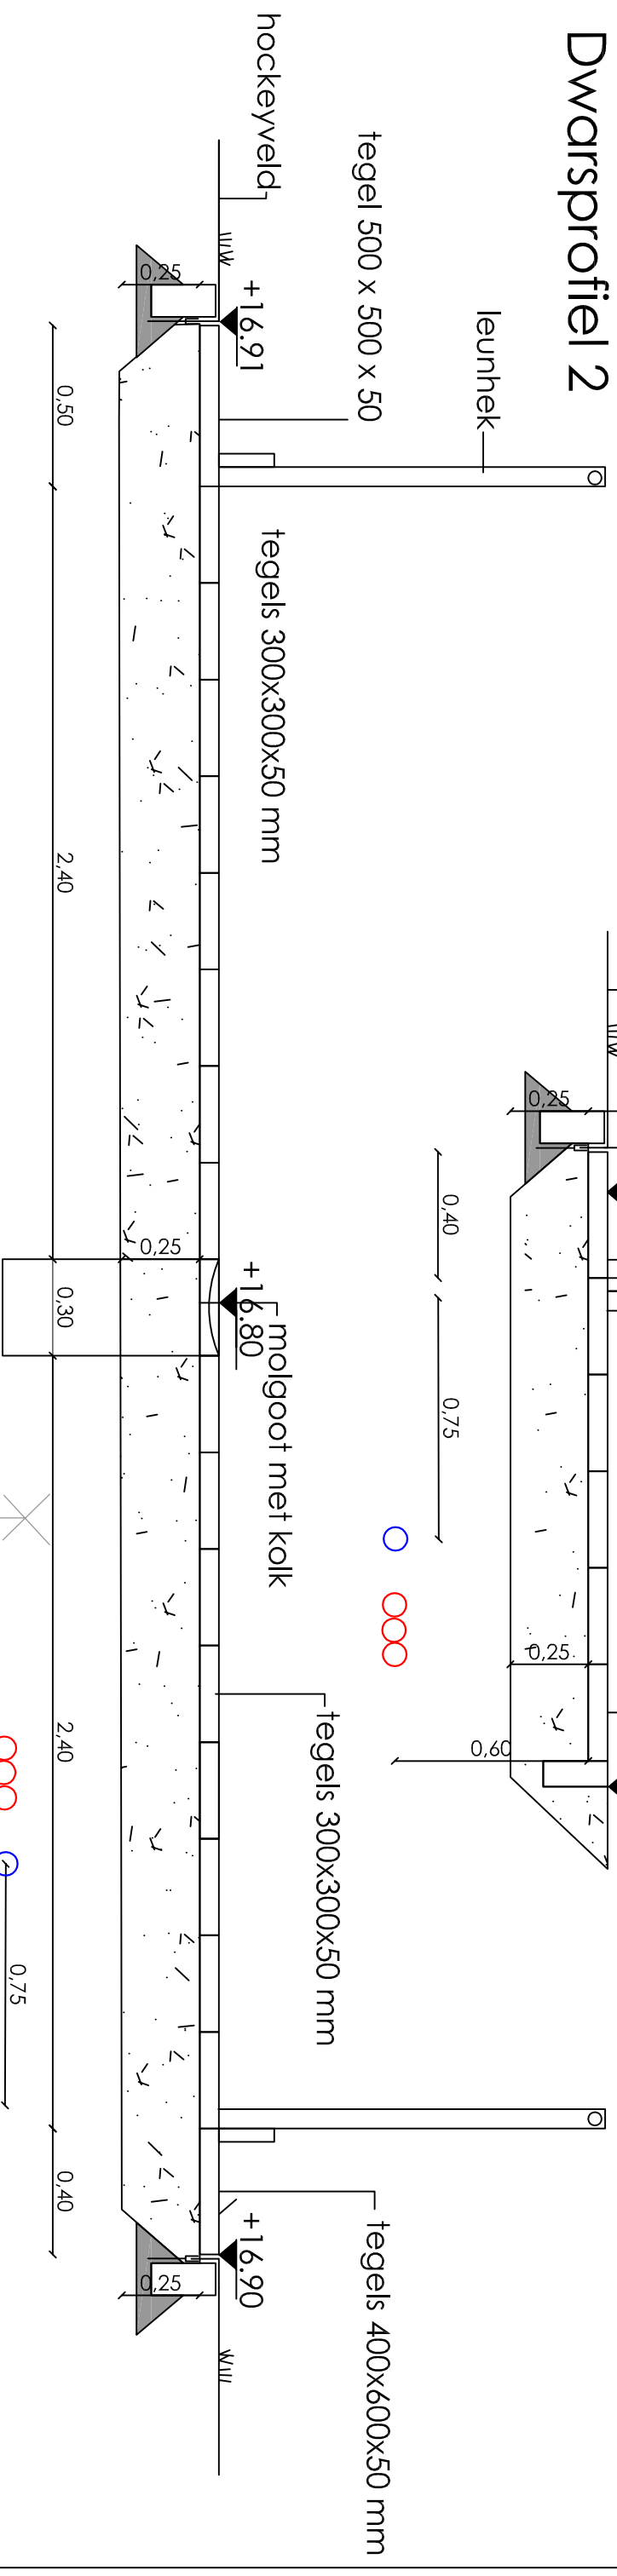 Dwarsprofiel 2
leunhek
tegel 500 x 500 x 50
hockeyveld
tegels 300x300x50 mm
molgoot met kolk
tegels 300x300x50 mm
tegels 400x600x50 mm
+16.91
+16.80
+16.90
0,25
0,25
0,25
0,50
2,40
0,30
2,40
0,40
0,75
0,25
0,40
0,75
0,25
0,60